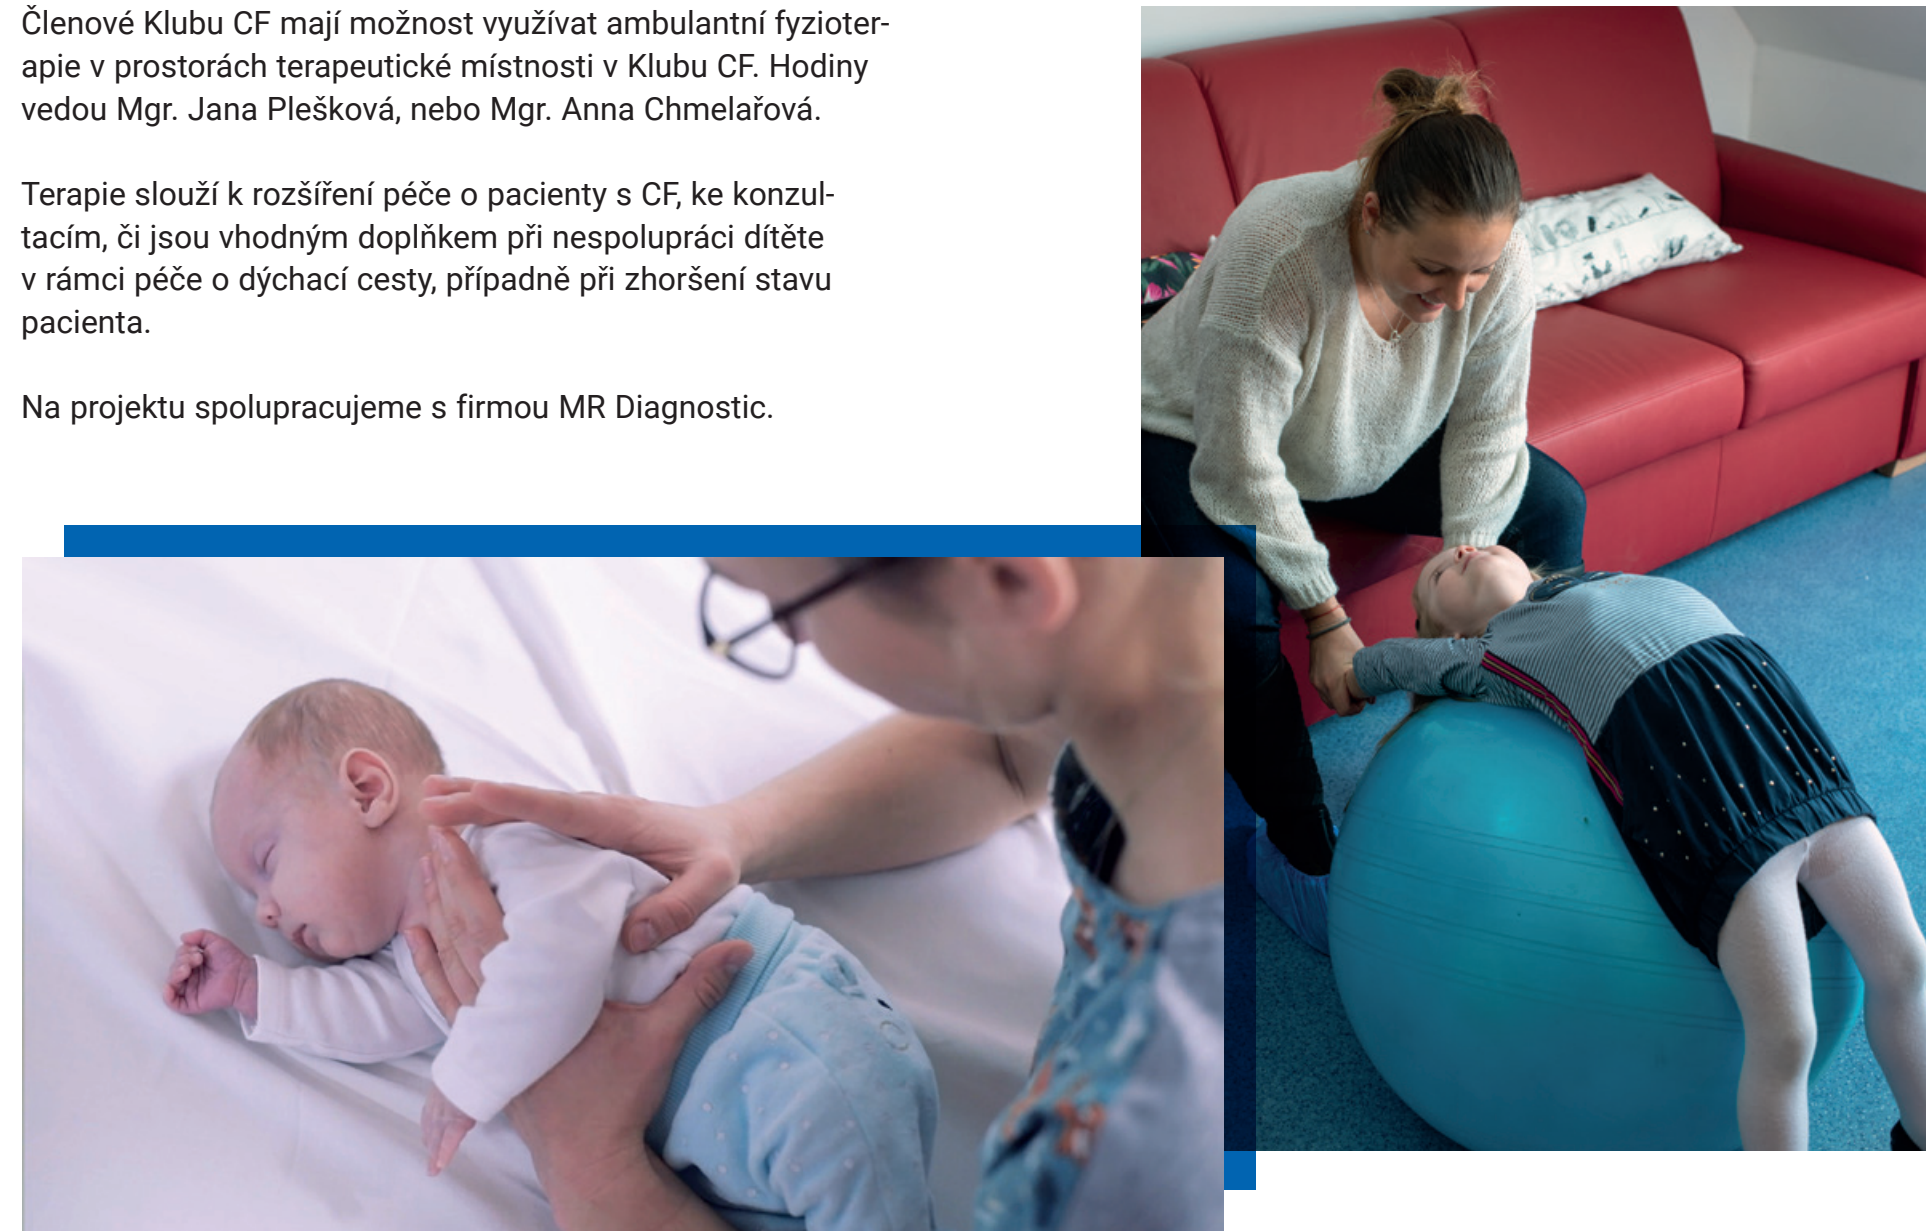 Členové Klubu CF mají možnost využívat ambulantní fyzioter-
apie v prostorách terapeutické místnosti v Klubu CF. Hodiny
vedou Mgr. Jana Plešková, nebo Mgr. Anna Chmelařová.
Terapie slouží k rozšíření péče o pacienty s CF, ke konzul-
tacím, či jsou vhodným doplňkem při nespolupráci dítěte
v rámci péče o dýchací cesty, případně při zhoršení stavu
pacienta.
Na projektu spolupracujeme s firmou MR Diagnostic.